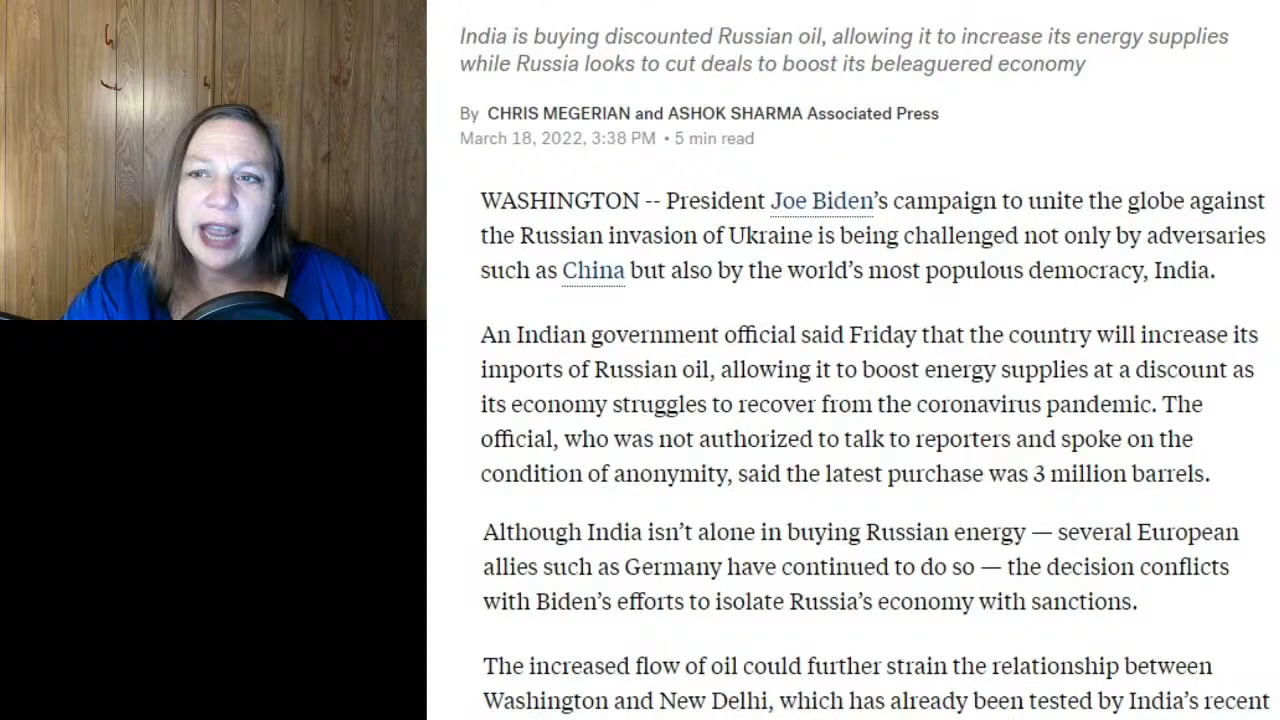 India is buying discounted Russian oil, allowing it to increase its energy supplies
while Russia looks to cut deals to boost its beleaguered economy
By CHRIS MEGERIAN and ASHOK SHARMA Associated Press
March 18, 2022, 3:38 PM • 5 min read
WASHINGTON -- President Joe Biden’s campaign to unite the globe against
the Russian invasion of Ukraine is being challenged not only by adversaries
such as China but also by the world’s most populous democracy, India.
An Indian government official said Friday that the country will increase its
imports of Russian oil, allowing it to boost energy supplies at a discount as
its economy struggles to recover from the coronavirus pandemic. The
official, who was not authorized to talk to reporters and spoke on the
condition of anonymity, said the latest purchase was 3 million barrels.
Although India isn’t alone in buying Russian energy — several European
allies such as Germany have continued to do so — the decision conflicts
with Biden’s efforts to isolate Russia’s economy with sanctions.
The increased flow of oil could further strain the relationship between
Washington and New Delhi, which has already been tested by India’s recent